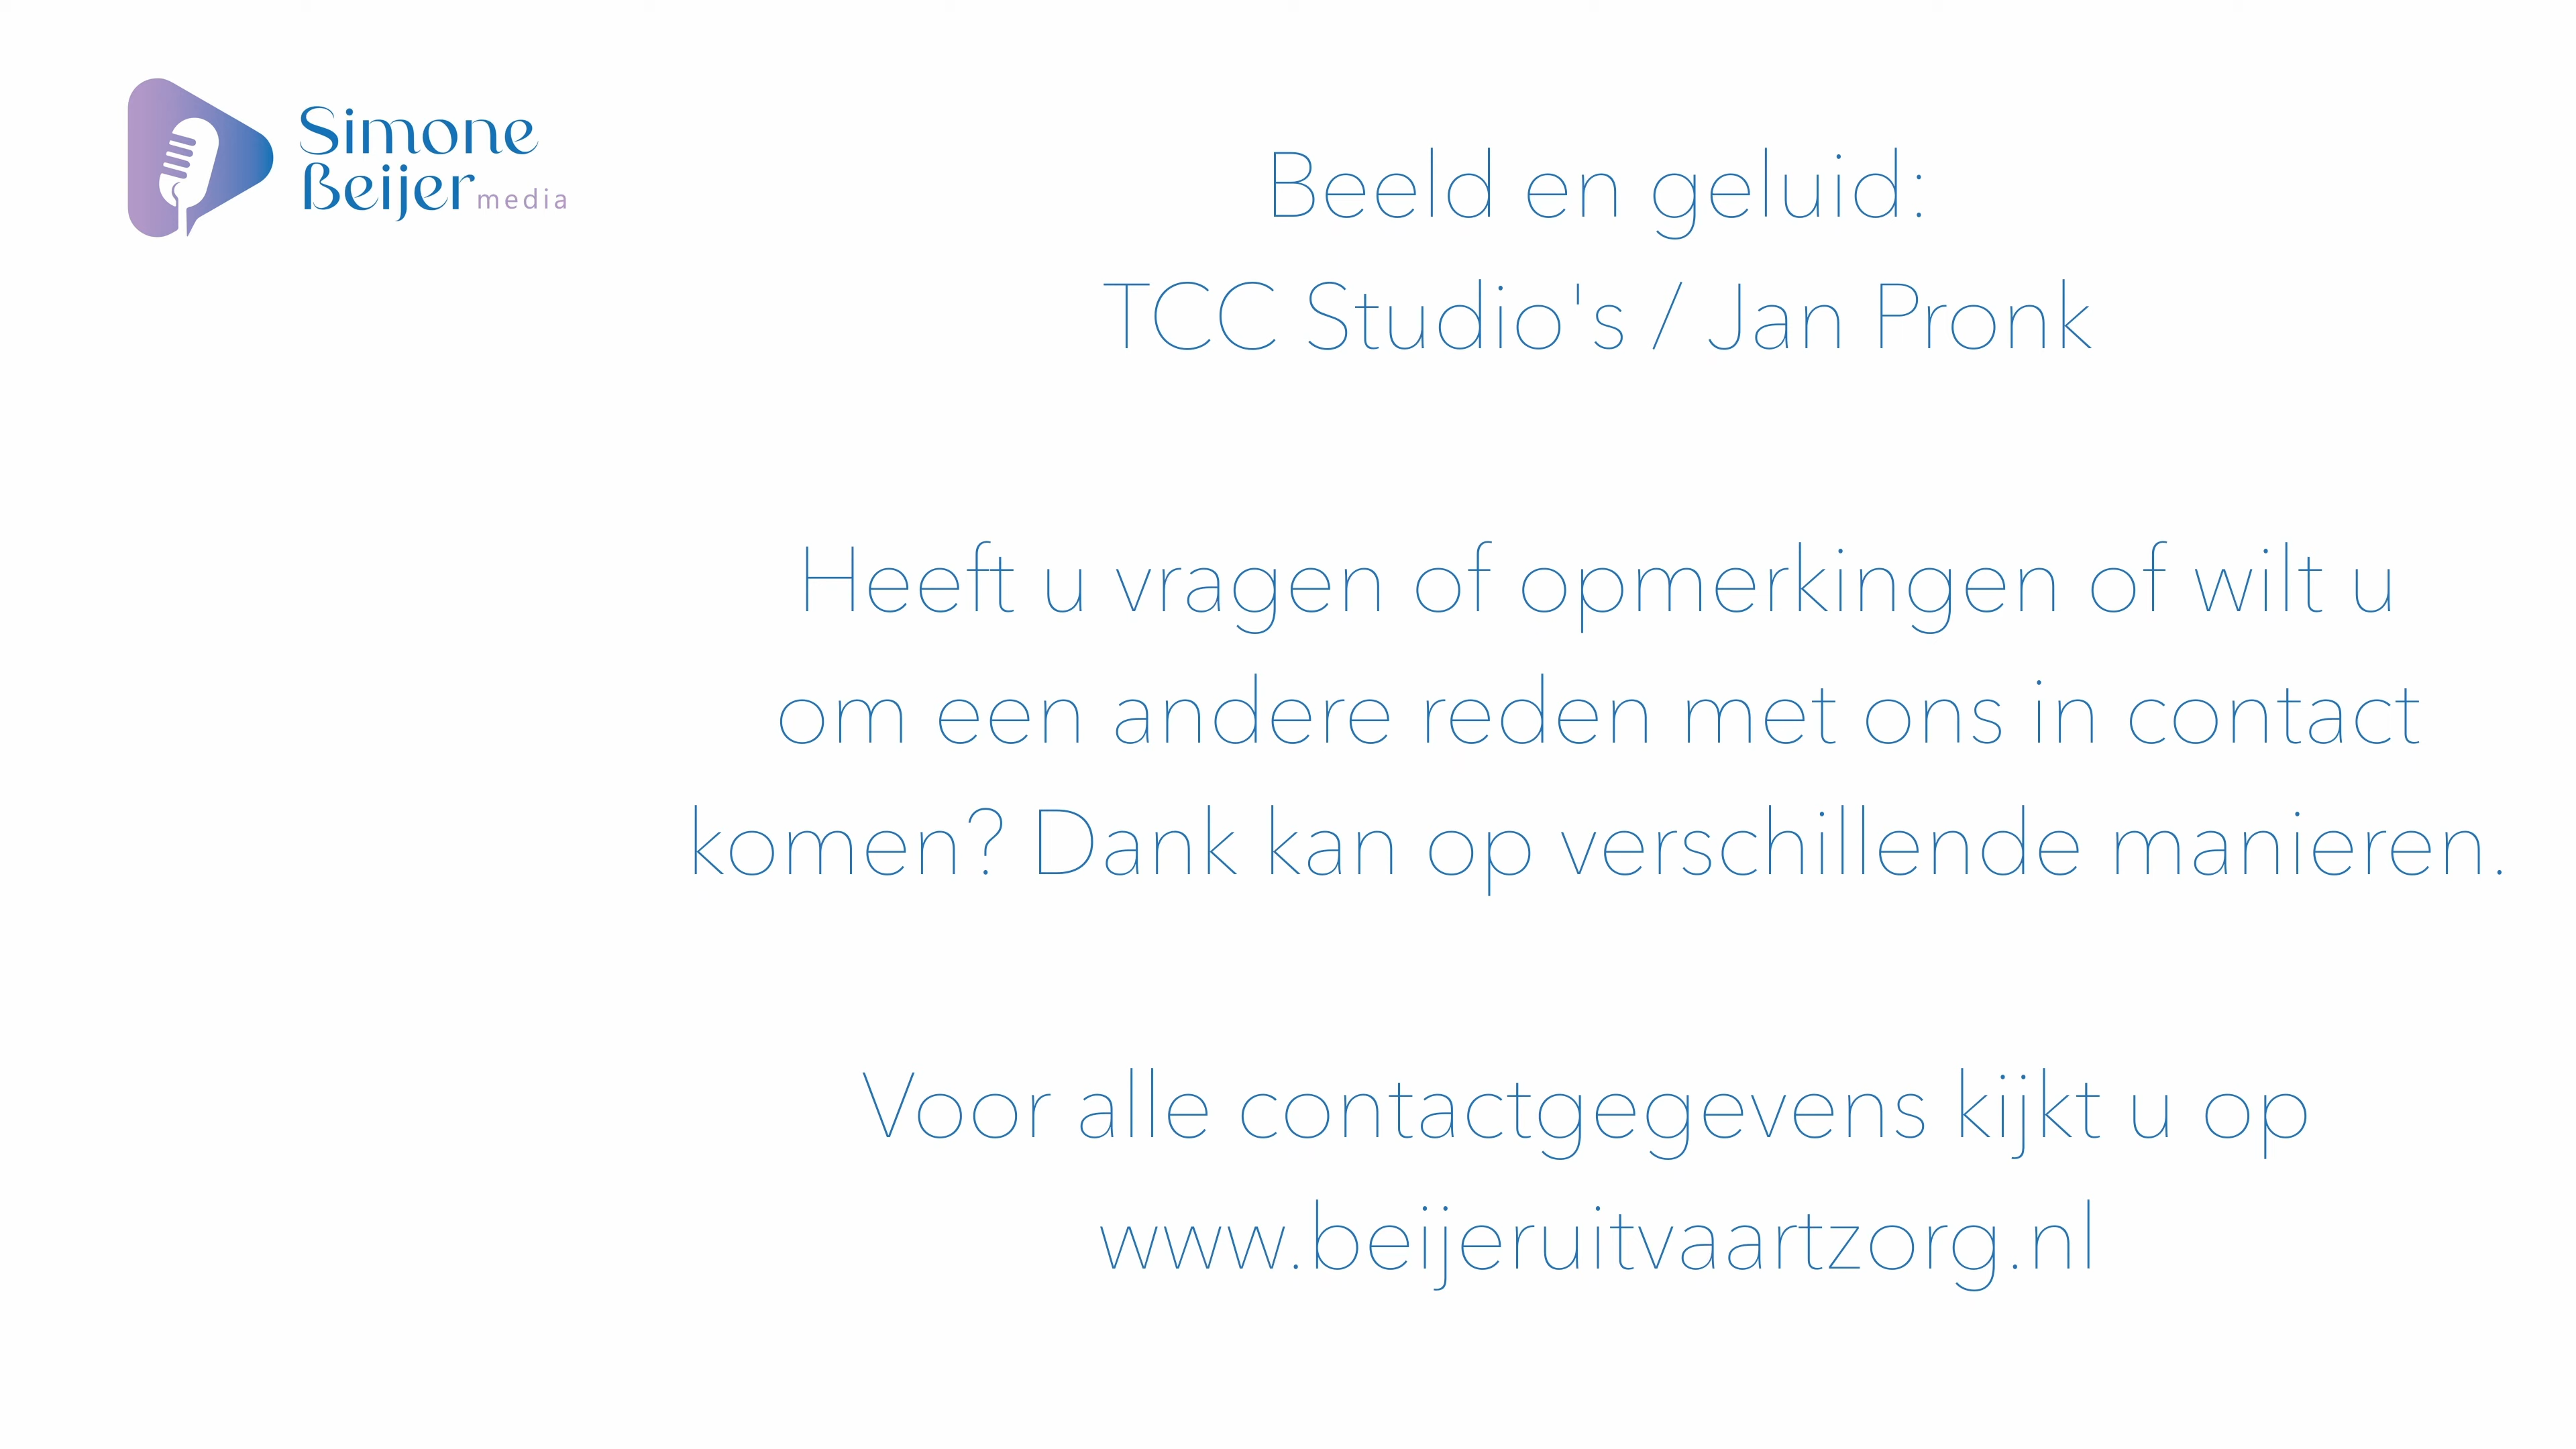 Simone
Beijer media
Beeld en geluid:
TCC Studio's / Jan Pronk
Heeft u vragen of opmerkingen of wilt u
om een andere reden met ons in contact
komen? Dank kan op verschillende manieren.
Voor alle contactgegevens kijkt u op
www.beijeruitvaartzorg.nl